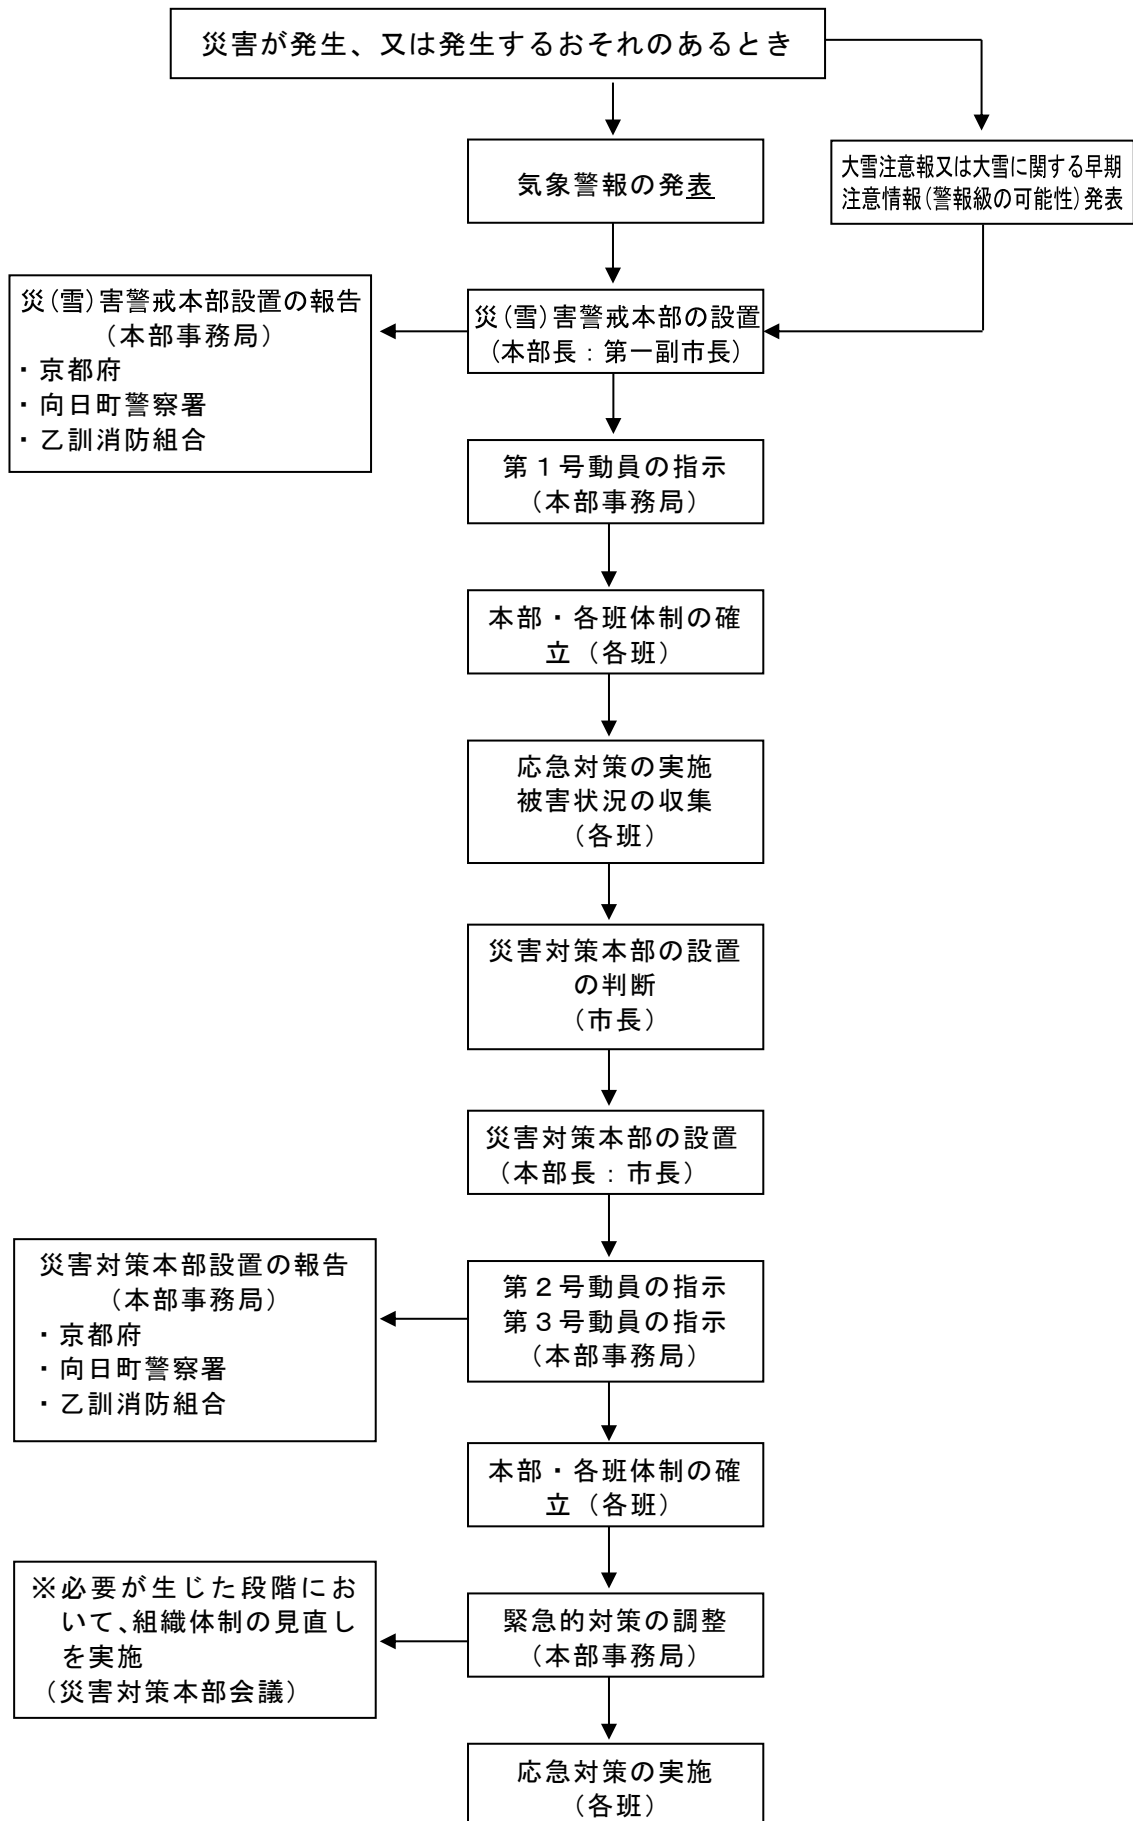 災害が発生、又は発生するおそれのあるとき
気象警報の発表
大雪注意報又は大雪に関する早期
注意情報(警報級の可能性)発表
災(雪)害警戒本部設置の報告
（本部事務局）
・京都府
・向日町警察署
・乙訓消防組合
災(雪)害警戒本部の設置
(本部長：第一副市長)
第１号動員の指示
（本部事務局）
本部・各班体制の確
立（各班）
応急対策の実施
被害状況の収集
（各班）
災害対策本部の設置
の判断
（市長）
災害対策本部の設置
（本部長：市長）
災害対策本部設置の報告
（本部事務局）
・京都府
・向日町警察署
・乙訓消防組合
第２号動員の指示
第３号動員の指示
（本部事務局）
本部・各班体制の確
立（各班）
※必要が生じた段階にお
いて、組織体制の見直し
を実施
（災害対策本部会議）
緊急的対策の調整
（本部事務局）
応急対策の実施
（各班）